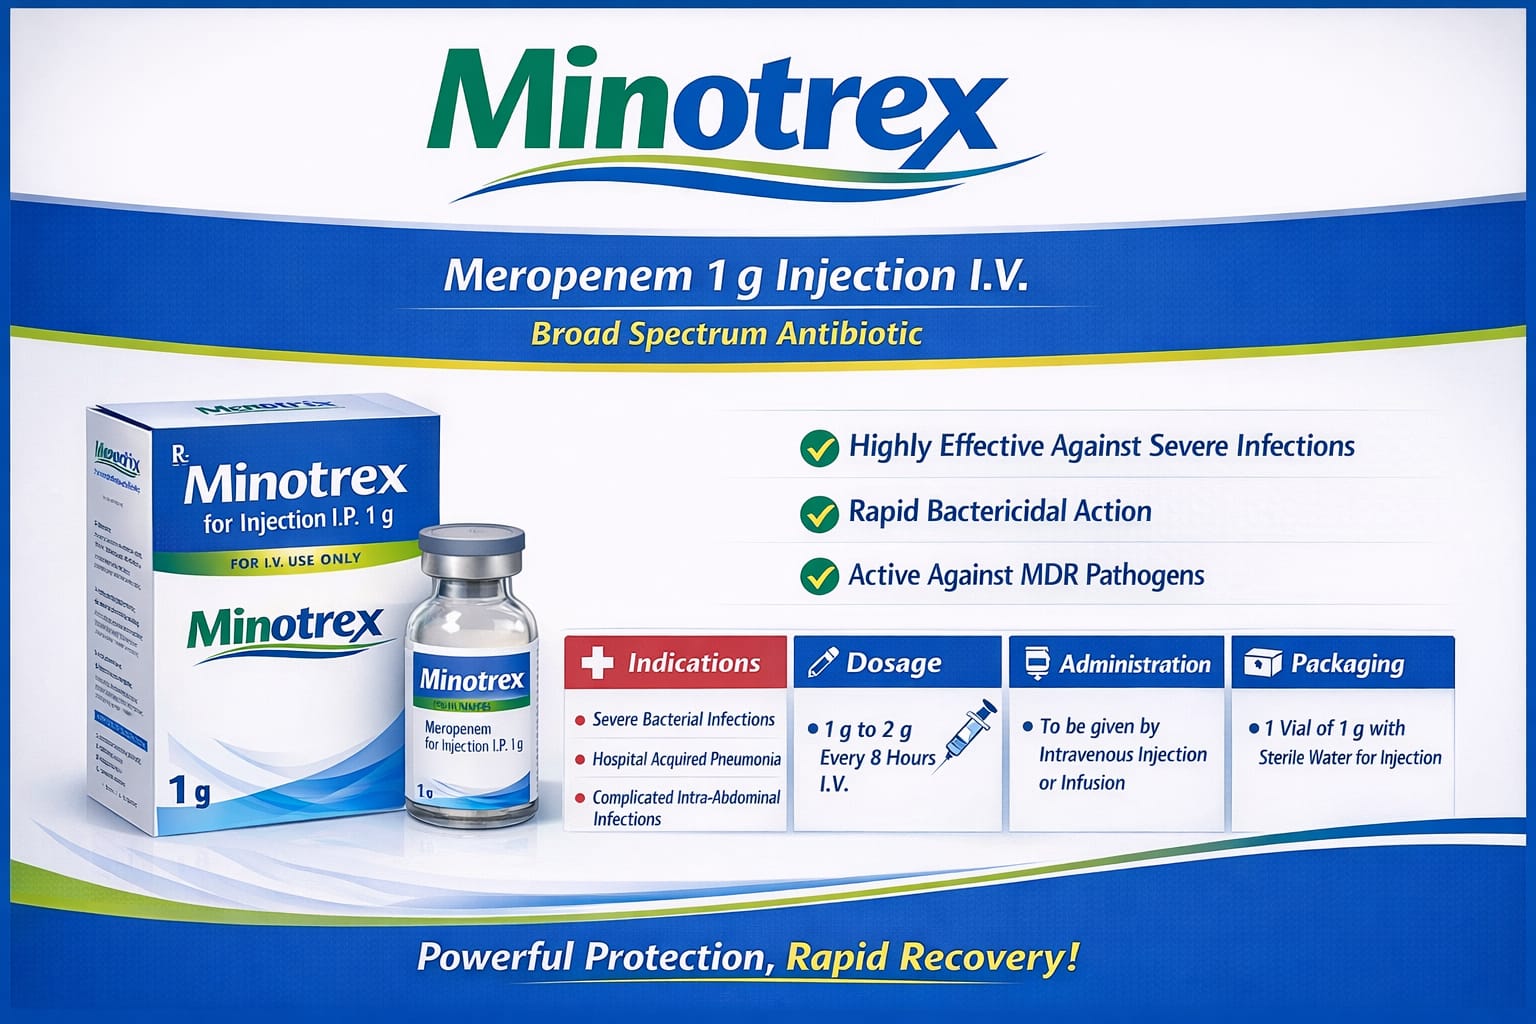 Minotrex
Meropenem 1 g Injection I.V.
Broad Spectrum Antibiotic
Rx
Minotrex
for Injection I.P. 1 g
FOR I.V. USE ONLY
Minotrex
1 g
Minotrex
Meropenem
for Injection I.P. 1 g
Highly Effective Against Severe Infections
Rapid Bactericidal Action
Active Against MDR Pathogens
Indications
• Severe Bacterial Infections
• Hospital Acquired Pneumonia
• Complicated Intra-Abdominal
Infections
Dosage
• 1 g to 2 g
Every 8 Hours
I.V.
Administration
• To be given by
Intravenous Injection
or Infusion
Packaging
• 1 Vial of 1 g with
Sterile Water for Injection
Powerful Protection, Rapid Recovery!